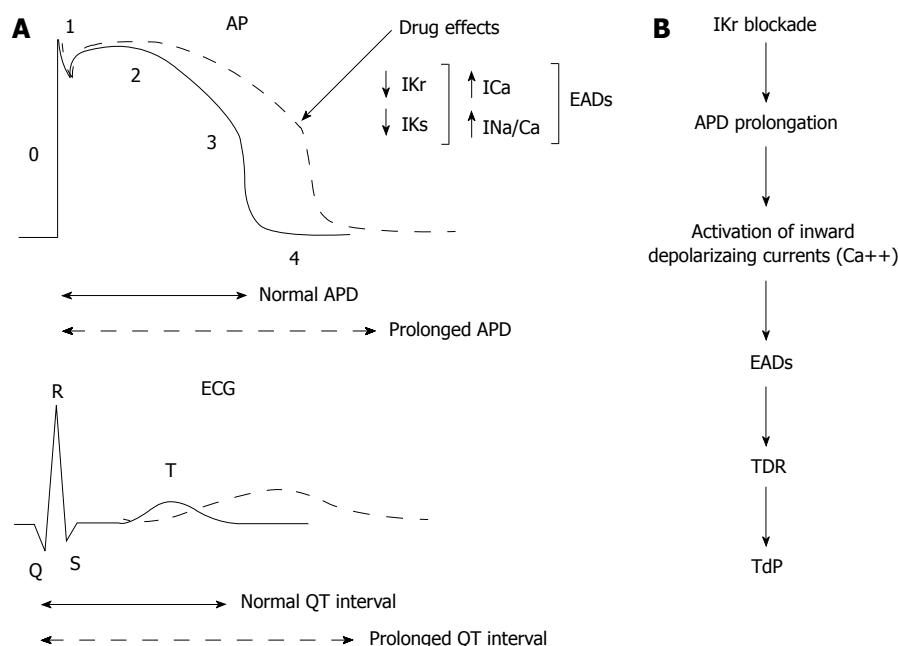 A
1
AP
Drug effects
2
IKr
ICa
EADs
IKs
INa/Ca
0
3
4
Normal APD
Prolonged APD
ECG
R
T
Q
S
Normal QT interval
Prolonged QT interval
B
IKr blockade
APD prolongation
Activation of inward
depolarizaing currents (Ca++)
EADs
TDR
TdP